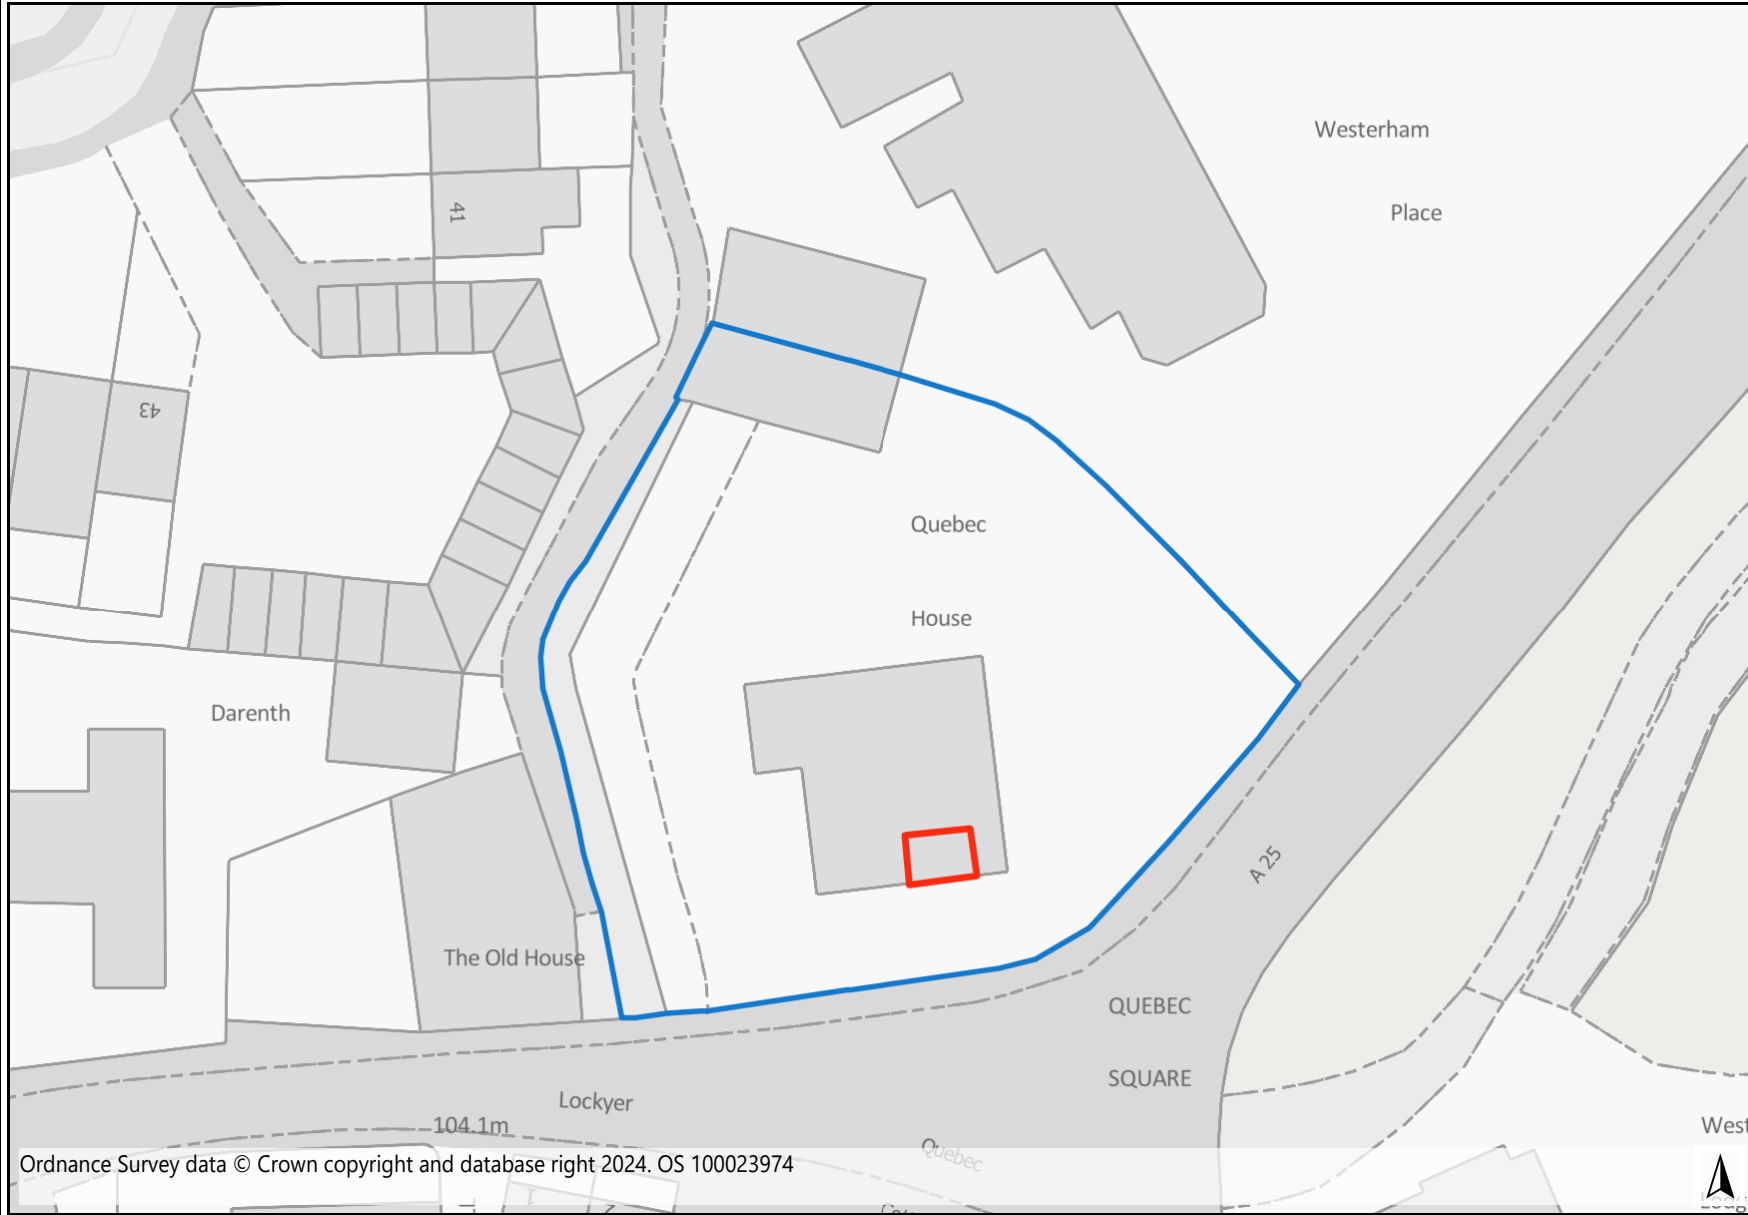 Westerham
Place
41
43
Quebec
House
Darenth
A 25
The Old House
QUEBEC
SQUARE
Lockyer
104.1m
West
Quebec
Ordnance Survey data © Crown copyright and database right 2024. OS 100023974